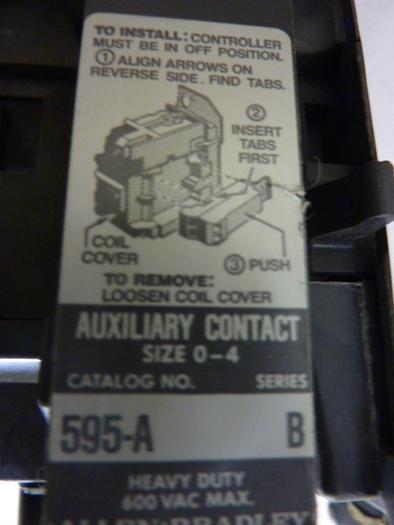 TO INSTALL: CONTROLLER
MUST BE IN OFF POSITION.
① ALIGN ARROWS ON
REVERSE SIDE. FIND TABS.
②
INSERT
TABS
FIRST
COIL
COVER
③ PUSH
TO REMOVE:
LOOSEN COIL COVER
AUXILIARY CONTACT
SIZE 0-4
CATALOG NO. SERIES
595-A B
HEAVY DUTY
600 VAC MAX.
ALLEN-BRADLEY